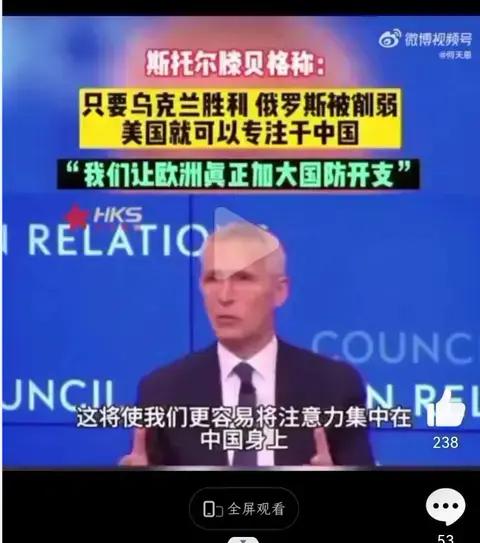 微博视频号
@何天恩
斯托尔滕贝格称：
只要乌克兰胜利 俄罗斯被削弱
美国就可以专注于中国
“我们让欧洲真正加大国防开支”
HKS
N RELATIONS
COUNC
COUNCIL
N RELA
这将使我们更容易将注意力集中在
中国身上
238
全屏观看
53